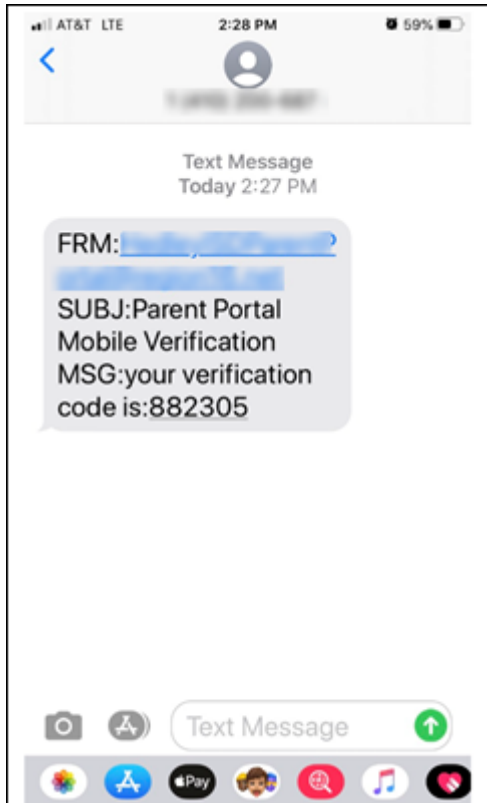 AT&T LTE
2:28 PM
59%
Text Message
Today 2:27 PM
FRM:
SUBJ:Parent Portal
Mobile Verification
MSG:your verification
code is:882305
Text Message
Pay